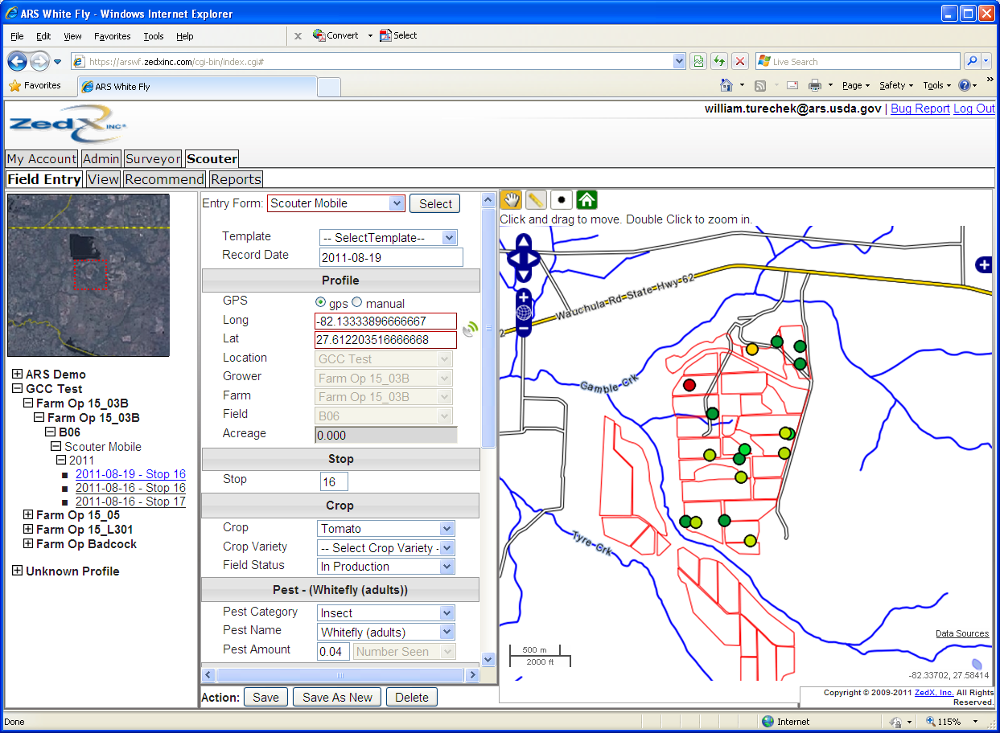 ARS White Fly - Windows Internet Explorer
File Edit View Favorites Tools Help
x Convert Select
https://arswf.zedxinc.com/cgi-bin/index.cgi#
Live Search
Favorites
ARS White Fly
Page Safety Tools
william.turechek@ars.usda.gov | Bug Report Log Out
ZedX INC
My Account Admin Surveyor Scouter
Field Entry View Recommend Reports
ARS Demo
GCC Test
Farm Op 15_03B
Farm Op 15_03B
B06
Scouter Mobile
2011
2011-08-19 - Stop 16
2011-08-16 - Stop 16
2011-08-16 - Stop 17
Farm Op 15_05
Farm Op 15_L301
Farm Op Badcock
Unknown Profile
Entry Form: Scouter Mobile Select
Template -- SelectTemplate--
Record Date 2011-08-19
Profile
GPS gps manual
Long -82.13333896666667
Lat 27.612203516666668
Location GCC Test
Grower Farm Op 15_03B
Farm Farm Op 15_03B
Field B06
Acreage 0.000
Stop
Stop 16
Crop
Crop Tomato
Crop Variety -- Select Crop Variety -
Field Status In Production
Pest - (Whitefly (adults))
Pest Category Insect
Pest Name Whitefly (adults)
Pest Amount 0.04 Number Seen
Action: Save Save As New Delete
Click and drag to move. Double Click to zoom in.
Wauchula-Rd-State-Hwy-62
2
Gamble-Crk
Tyre-Crk
500 m
2000 ft
Data Sources
-82.33702, 27.58414
Copyright © 2009-2011 ZedX, Inc. All Rights
Reserved.
Done Internet 115%